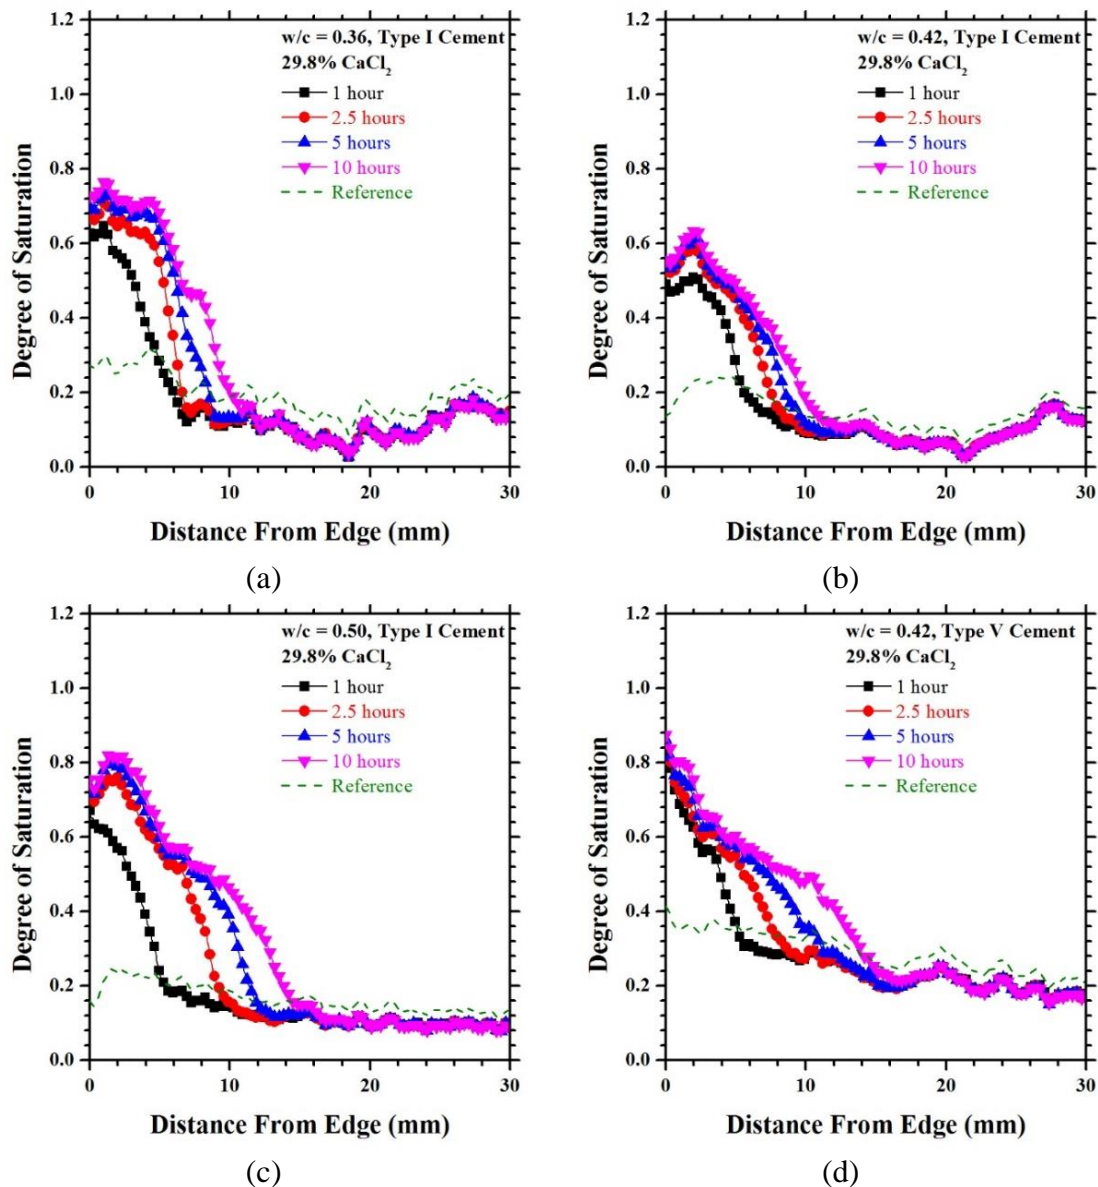 w/c = 0.36, Type I Cement
29.8% CaCl₂
1 hour
2.5 hours
5 hours
10 hours
Reference
Degree of Saturation
1.2
1.0
0.8
0.6
0.4
0.2
0.0
0 10 20 30
Distance From Edge (mm)
(a)
w/c = 0.42, Type I Cement
29.8% CaCl₂
1 hour
2.5 hours
5 hours
10 hours
Reference
Degree of Saturation
1.2
1.0
0.8
0.6
0.4
0.2
0.0
0 10 20 30
Distance From Edge (mm)
(b)
w/c = 0.50, Type I Cement
29.8% CaCl₂
1 hour
2.5 hours
5 hours
10 hours
Reference
Degree of Saturation
1.2
1.0
0.8
0.6
0.4
0.2
0.0
0 10 20 30
Distance From Edge (mm)
(c)
w/c = 0.42, Type V Cement
29.8% CaCl₂
1 hour
2.5 hours
5 hours
10 hours
Reference
Degree of Saturation
1.2
1.0
0.8
0.6
0.4
0.2
0.0
0 10 20 30
Distance From Edge (mm)
(d)